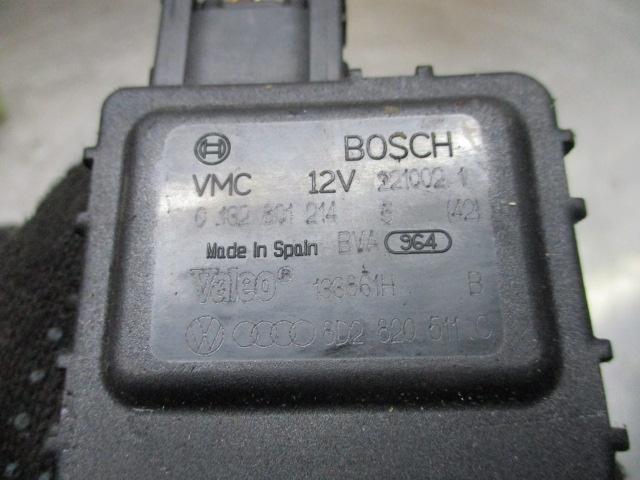 BOSCH
VMC 12V 221002 1
0 132 801 214 (42)
Made in Spain BVA 964
Valeo® B
8D2 820 511 C